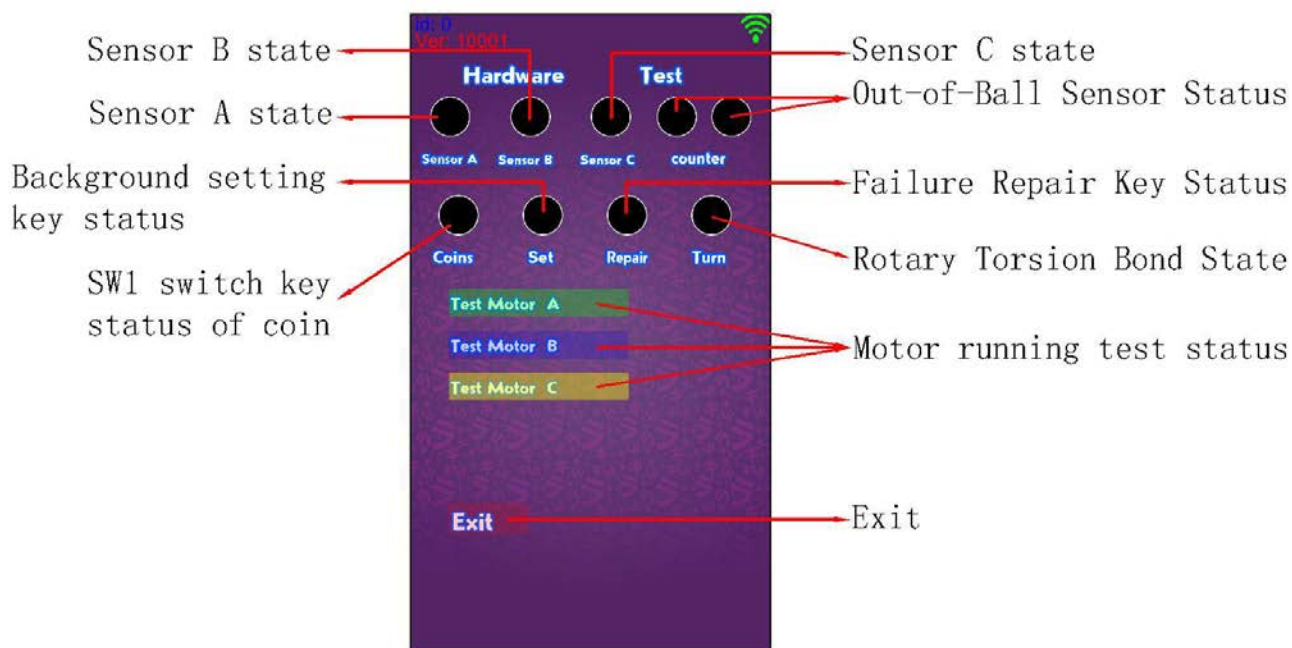 id: 0
Ver: 10001
Sensor B state
Sensor C state
Hardware Test
Sensor A state
Out-of-Ball Sensor Status
Sensor A Sensor B Sensor C counter
Background setting
key status
Failure Repair Key Status
Coins Set Repair Turn
Rotary Torsion Bond State
SW1 switch key
status of coin
Test Motor A
Test Motor B
Motor running test status
Test Motor C
Exit
Exit